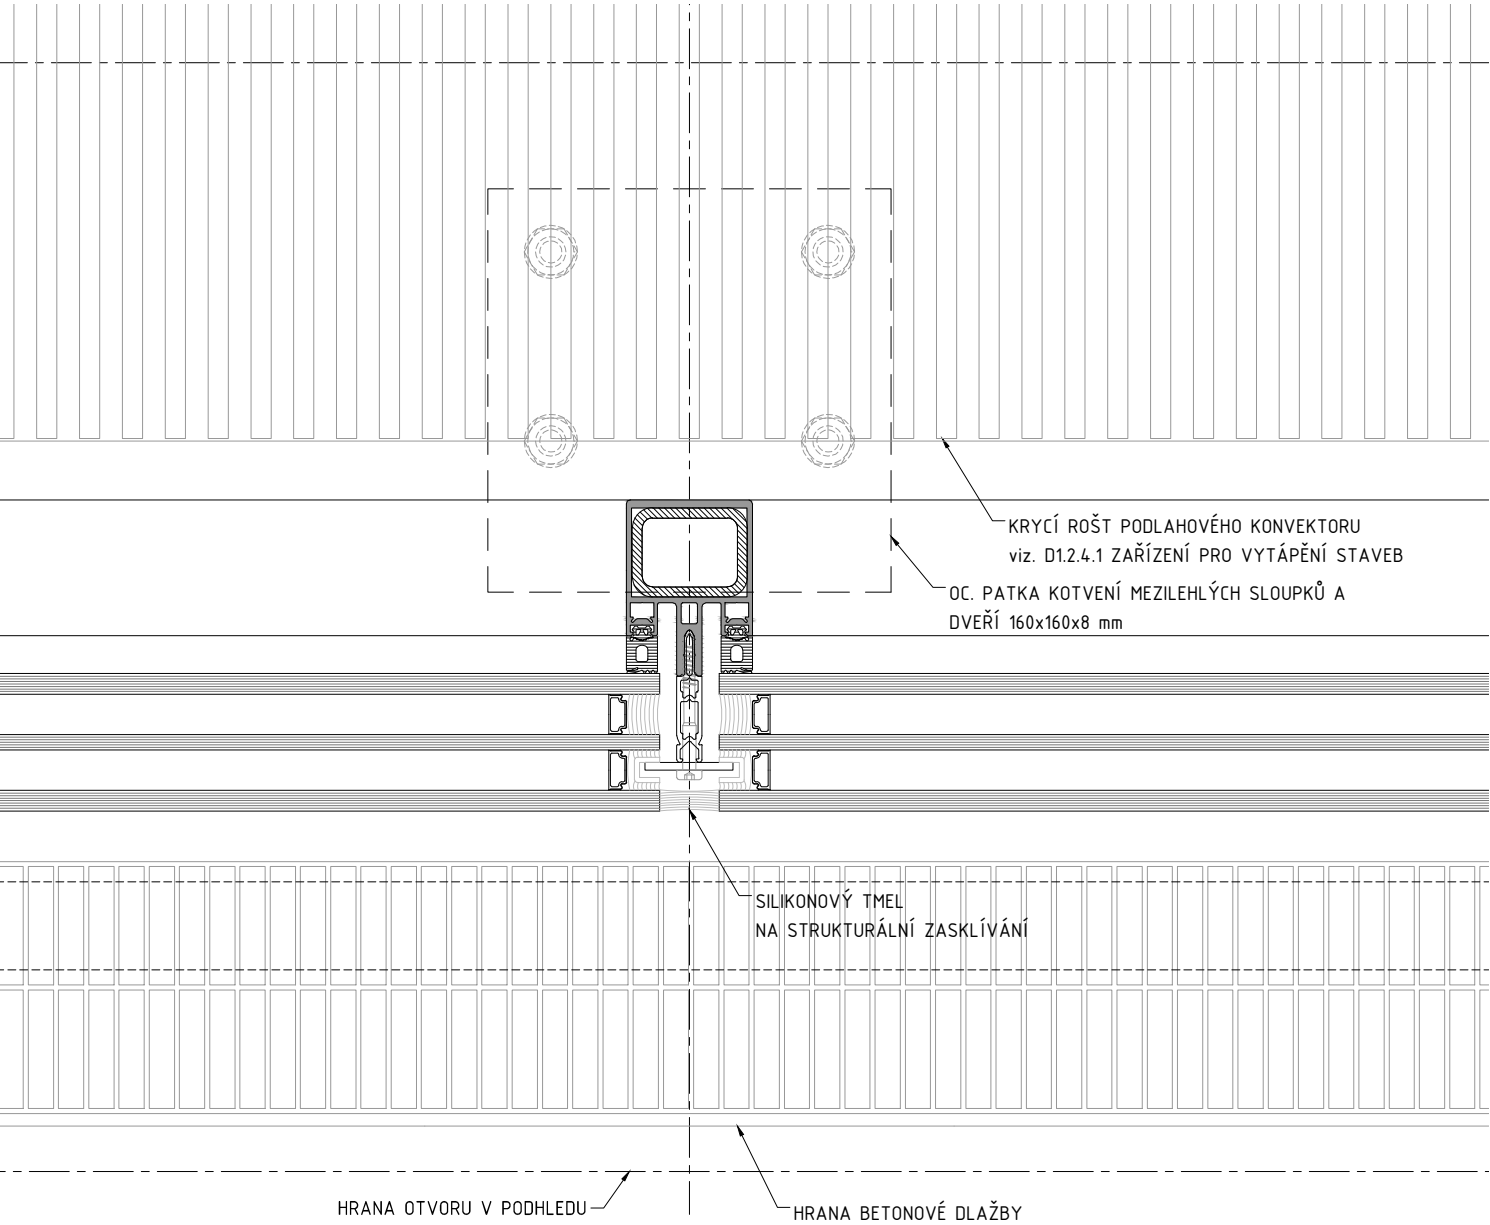 KRYCÍ ROŠT PODLAHOVÉHO KONVEKTORU
viz. D1.2.4.1 ZAŘÍZENÍ PRO VYTÁPĚNÍ STAVEB
OC. PATKA KOTVENÍ MEZILEHLÝCH SLOUPKŮ A
DVEŘÍ 160x160x8 mm
SILIKONOVÝ TMEL
NA STRUKTURÁLNÍ ZASKLÍVÁNÍ
HRANA OTVORU V PODHLEDU
HRANA BETONOVÉ DLAŽBY